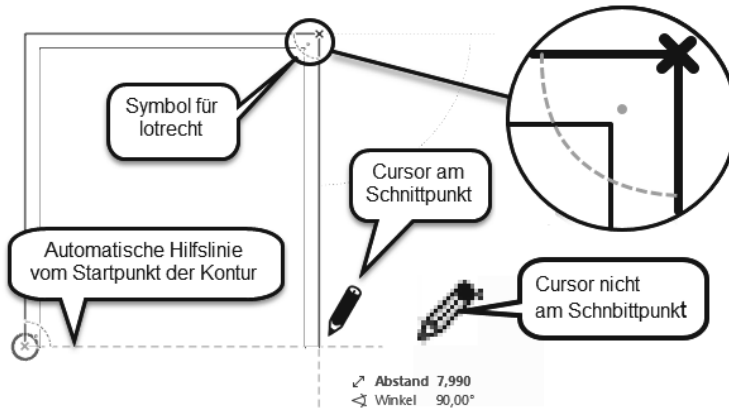 Symbol für
lotrecht
Cursor am
Schnittpunkt
Automatische Hilfslinie
vom Startpunkt der Kontur
Cursor nicht
am Schnbittpunkt
Abstand 7,990
Winkel 90,00°